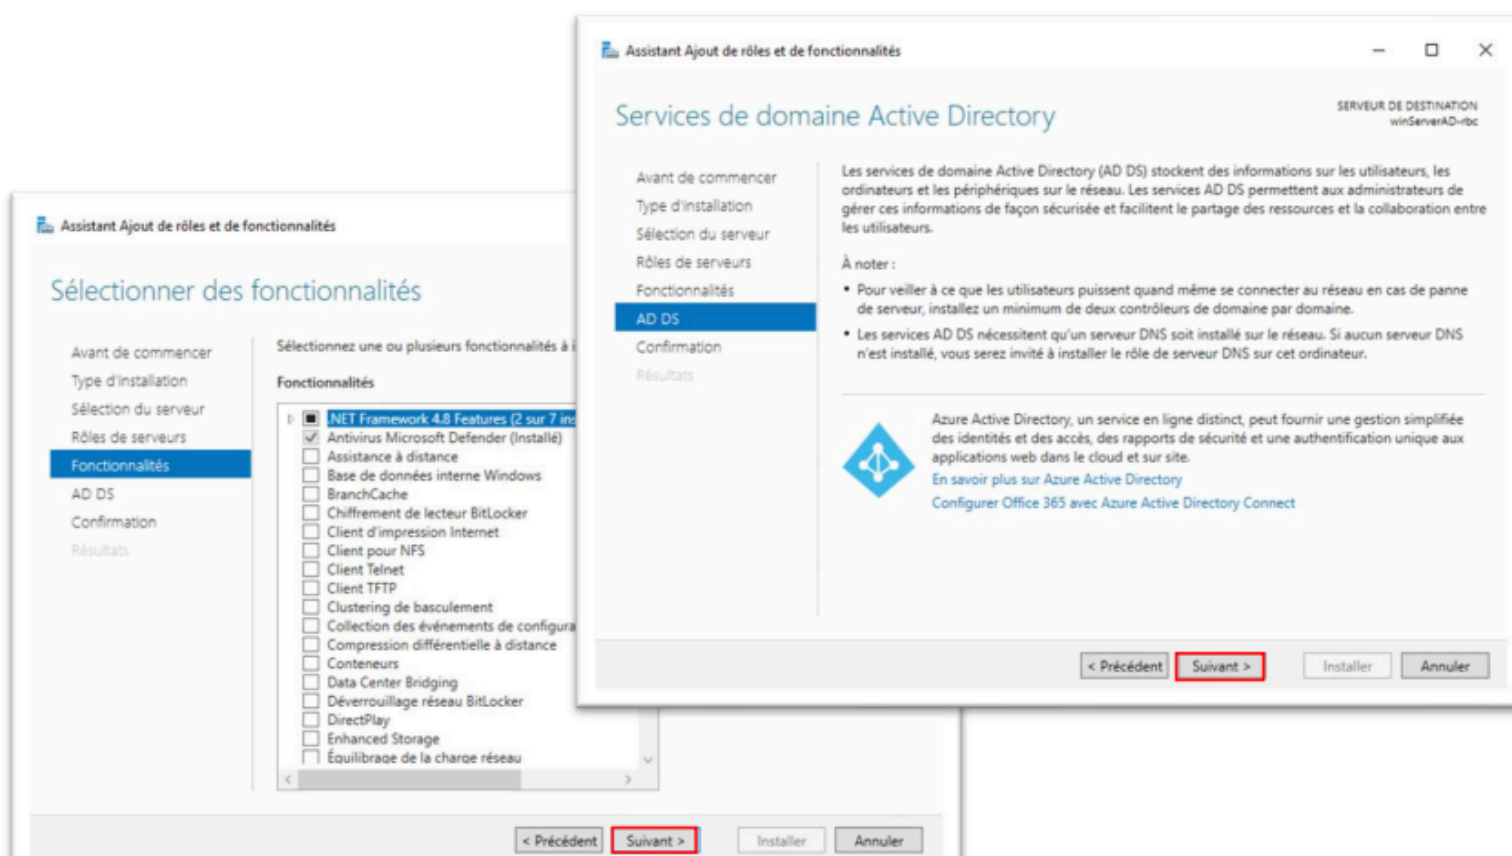 Assistant Ajout de rôles et de fonctionnalités
Services de domaine Active Directory
SERVEUR DE DESTINATION
winServerAD-rbc
Avant de commencer
Type d'installation
Sélection du serveur
Rôles de serveurs
Fonctionnalités
AD DS
Confirmation
Résultats
Les services de domaine Active Directory (AD DS) stockent des informations sur les utilisateurs, les
ordinateurs et les périphériques sur le réseau. Les services AD DS permettent aux administrateurs de
gérer ces informations de façon sécurisée et facilitent le partage des ressources et la collaboration entre
les utilisateurs.
À noter :
• Pour veiller à ce que les utilisateurs puissent quand même se connecter au réseau en cas de panne
de serveur, installez un minimum de deux contrôleurs de domaine par domaine.
• Les services AD DS nécessitent qu'un serveur DNS soit installé sur le réseau. Si aucun serveur DNS
n'est installé, vous serez invité à installer le rôle de serveur DNS sur cet ordinateur.
Azure Active Directory, un service en ligne distinct, peut fournir une gestion simplifiée
des identités et des accès, des rapports de sécurité et une authentification unique aux
applications web dans le cloud et sur site.
En savoir plus sur Azure Active Directory
Configurer Office 365 avec Azure Active Directory Connect
< Précédent Suivant > Installer Annuler
Assistant Ajout de rôles et de fonctionnalités
Sélectionner des fonctionnalités
Avant de commencer
Type d'installation
Sélection du serveur
Rôles de serveurs
Fonctionnalités
AD DS
Confirmation
Résultats
Sélectionnez une ou plusieurs fonctionnalités à i
Fonctionnalités
.NET Framework 4.8 Features (2 sur 7 ins
Antivirus Microsoft Defender (Installé)
Assistance à distance
Base de données interne Windows
BranchCache
Chiffrement de lecteur BitLocker
Client d'impression Internet
Client pour NFS
Client Telnet
Client TFTP
Clustering de basculement
Collection des événements de configura
Compression différentielle à distance
Conteneurs
Data Center Bridging
Déverrouillage réseau BitLocker
DirectPlay
Enhanced Storage
Équilibrage de la charge réseau
< Précédent Suivant > Installer Annuler